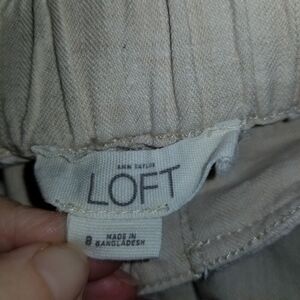 ANN TAYLOR
LOFT
8
MADE IN
BANGLADESH